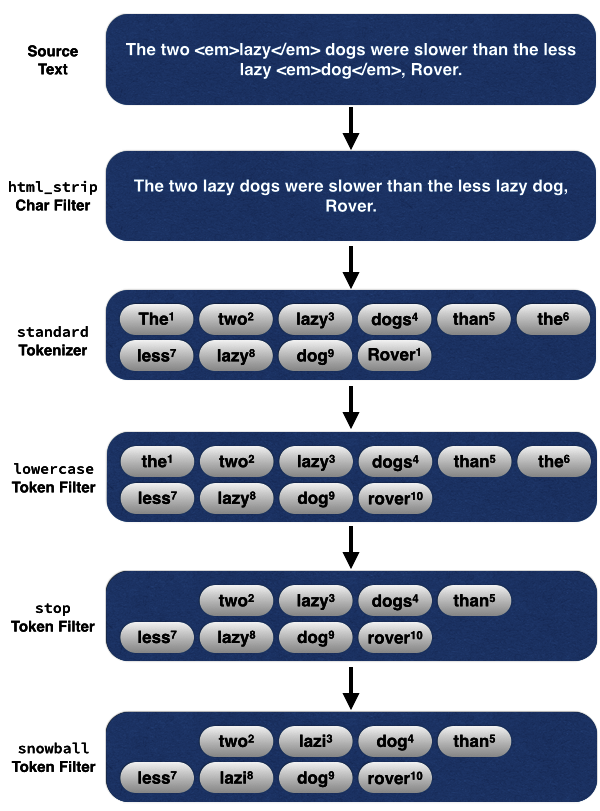 Source
Text
The two <em>lazy</em> dogs were slower than the less
lazy <em>dog</em>, Rover.
html_strip
Char Filter
The two lazy dogs were slower than the less lazy dog,
Rover.
standard
Tokenizer
The¹ two² lazy³ dogs⁴ than⁵ the⁶
less⁷ lazy⁸ dog⁹ Rover¹
lowercase
Token Filter
the¹ two² lazy³ dogs⁴ than⁵ the⁶
less⁷ lazy⁸ dog⁹ rover¹⁰
stop
Token Filter
two² lazy³ dogs⁴ than⁵
less⁷ lazy⁸ dog⁹ rover¹⁰
snowball
Token Filter
two² lazi³ dog⁴ than⁵
less⁷ lazi⁸ dog⁹ rover¹⁰